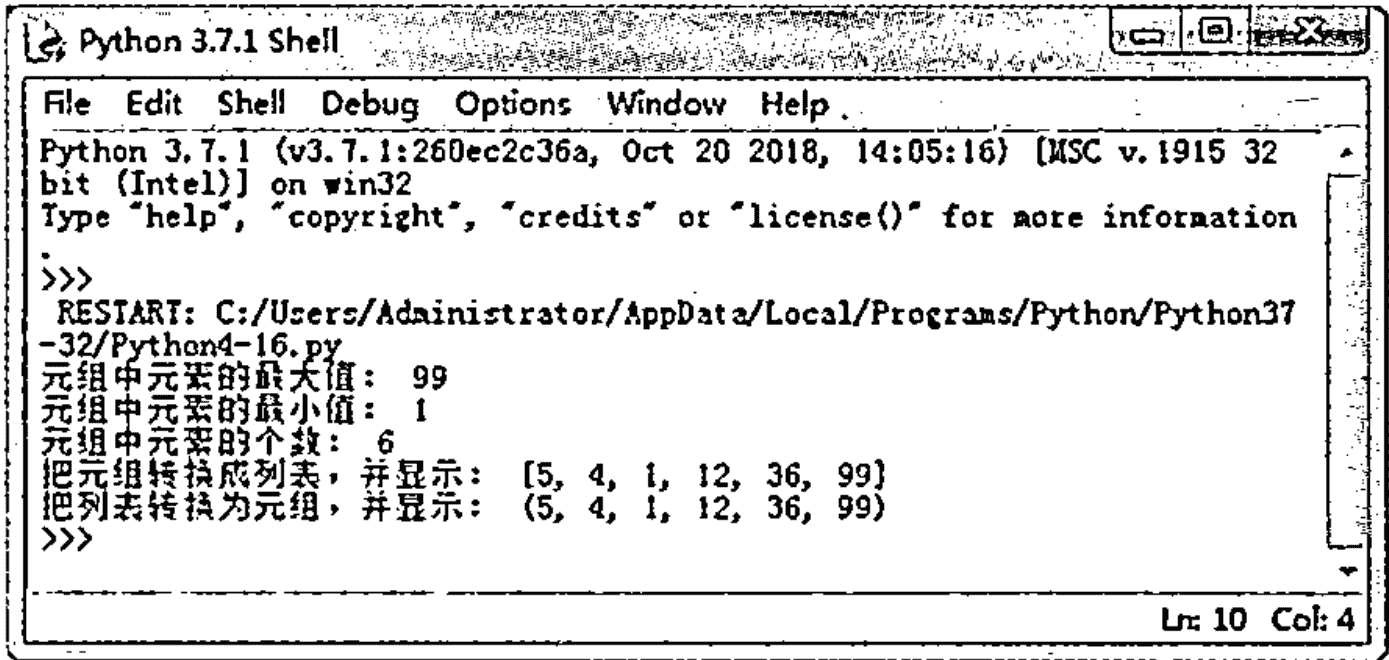 Python 3.7.1 Shell
File Edit Shell Debug Options Window Help
Python 3.7.1 (v3.7.1:260ec2c36a, Oct 20 2018, 14:05:16) [MSC v.1915 32
bit (Intel)] on win32
Type "help", "copyright", "credits" or "license()" for more information
.
>>>
RESTART: C:/Users/Administrator/AppData/Local/Programs/Python/Python37
-32/Python4-16.py
元组中元素的最大值： 99
元组中元素的最小值： 1
元组中元素的个数： 6
把元组转换成列表，并显示： [5, 4, 1, 12, 36, 99]
把列表转换为元组，并显示： (5, 4, 1, 12, 36, 99)
>>>
Ln: 10 Col: 4